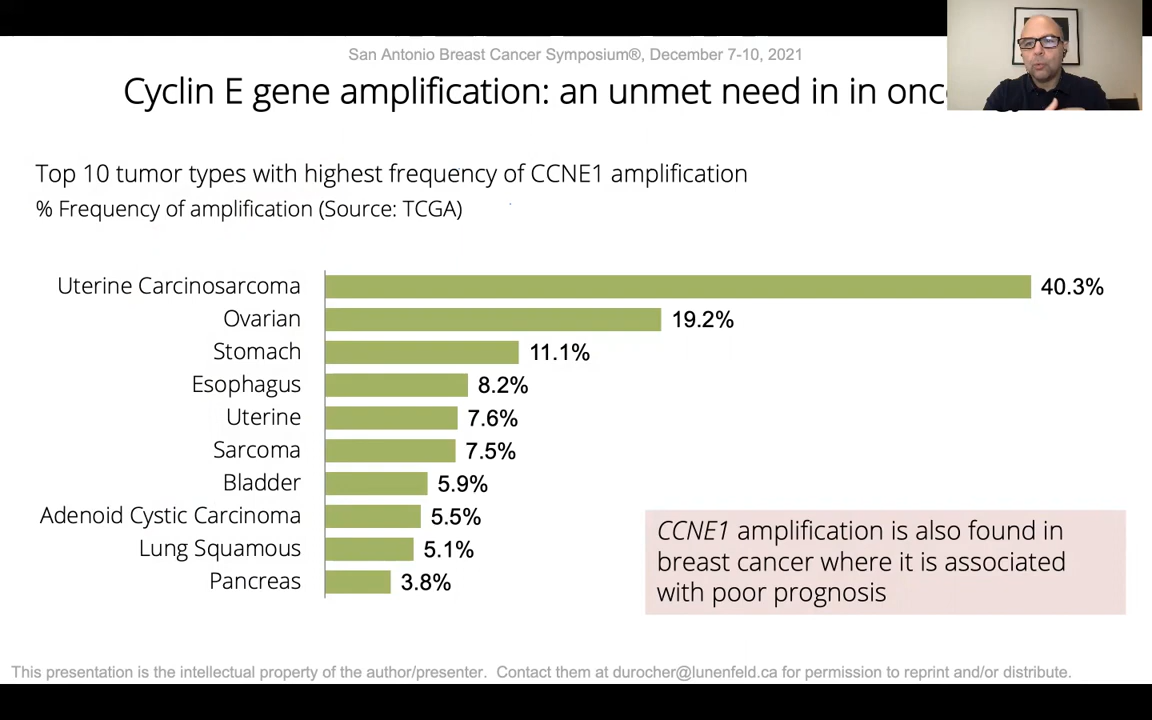 San Antonio Breast Cancer Symposium®, December 7-10, 2021
Cyclin E gene amplification: an unmet need in in
Top 10 tumor types with highest frequency of CCNE1 amplification
% Frequency of amplification (Source: TCGA)
Uterine Carcinosarcoma 40.3%
Ovarian 19.2%
Stomach 11.1%
Esophagus 8.2%
Uterine 7.6%
Sarcoma 7.5%
Bladder 5.9%
Adenoid Cystic Carcinoma 5.5%
Lung Squamous 5.1%
Pancreas 3.8%
CCNE1 amplification is also found in
breast cancer where it is associated
with poor prognosis
This presentation is the intellectual property of the author/presenter. Contact them at durocher@lunenfeld.ca for permission to reprint and/or distribute.